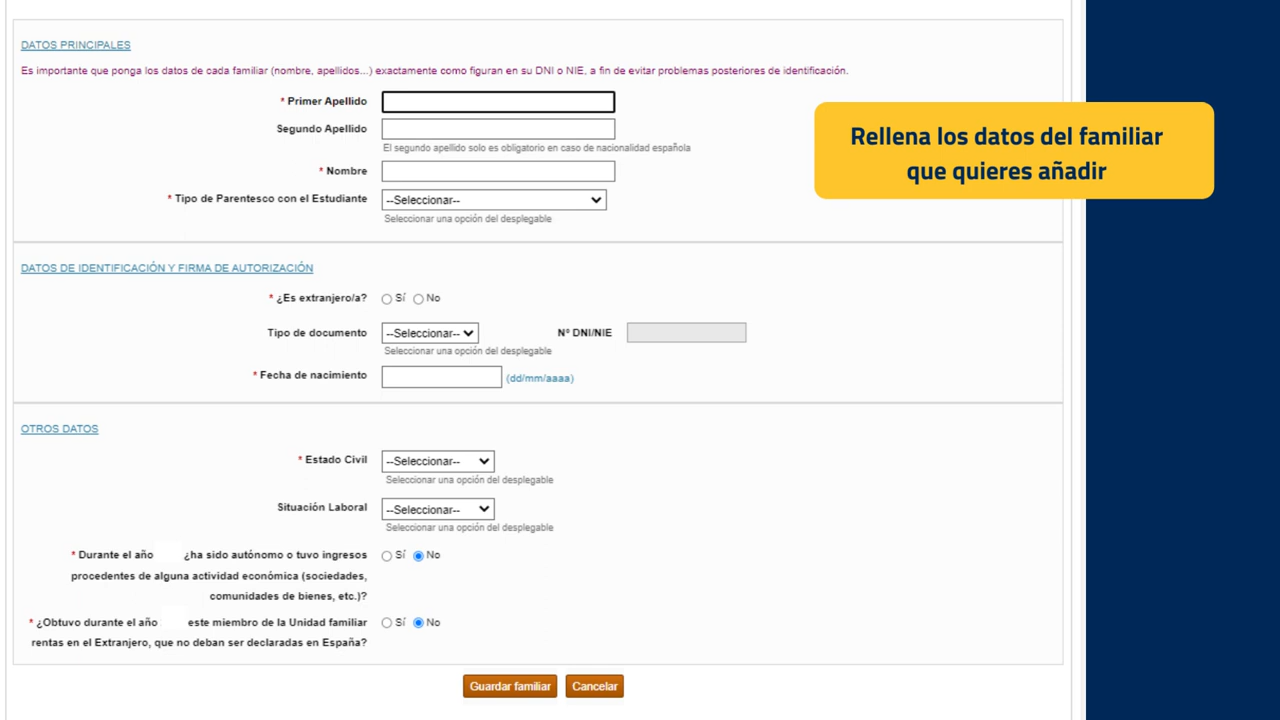 DATOS PRINCIPALES
Es importante que ponga los datos de cada familiar (nombre, apellidos...) exactamente como figuran en su DNI o NIE, a fin de evitar problemas posteriores de identificación.
* Primer Apellido
Segundo Apellido
El segundo apellido solo es obligatorio en caso de nacionalidad española
* Nombre
* Tipo de Parentesco con el Estudiante --Seleccionar--
Seleccionar una opción del desplegable
Rellena los datos del familiar
que quieres añadir
DATOS DE IDENTIFICACIÓN Y FIRMA DE AUTORIZACIÓN
* ¿Es extranjero/a? Sí No
Tipo de documento --Seleccionar-- Nº DNI/NIE
Seleccionar una opción del desplegable
* Fecha de nacimiento (dd/mm/aaaa)
OTROS DATOS
* Estado Civil --Seleccionar--
Seleccionar una opción del desplegable
Situación Laboral --Seleccionar--
Seleccionar una opción del desplegable
* Durante el año ¿ha sido autónomo o tuvo ingresos Sí No
procedentes de alguna actividad económica (sociedades,
comunidades de bienes, etc.)?
* ¿Obtuvo durante el año este miembro de la Unidad familiar Sí No
rentas en el Extranjero, que no deban ser declaradas en España?
Guardar familiar Cancelar